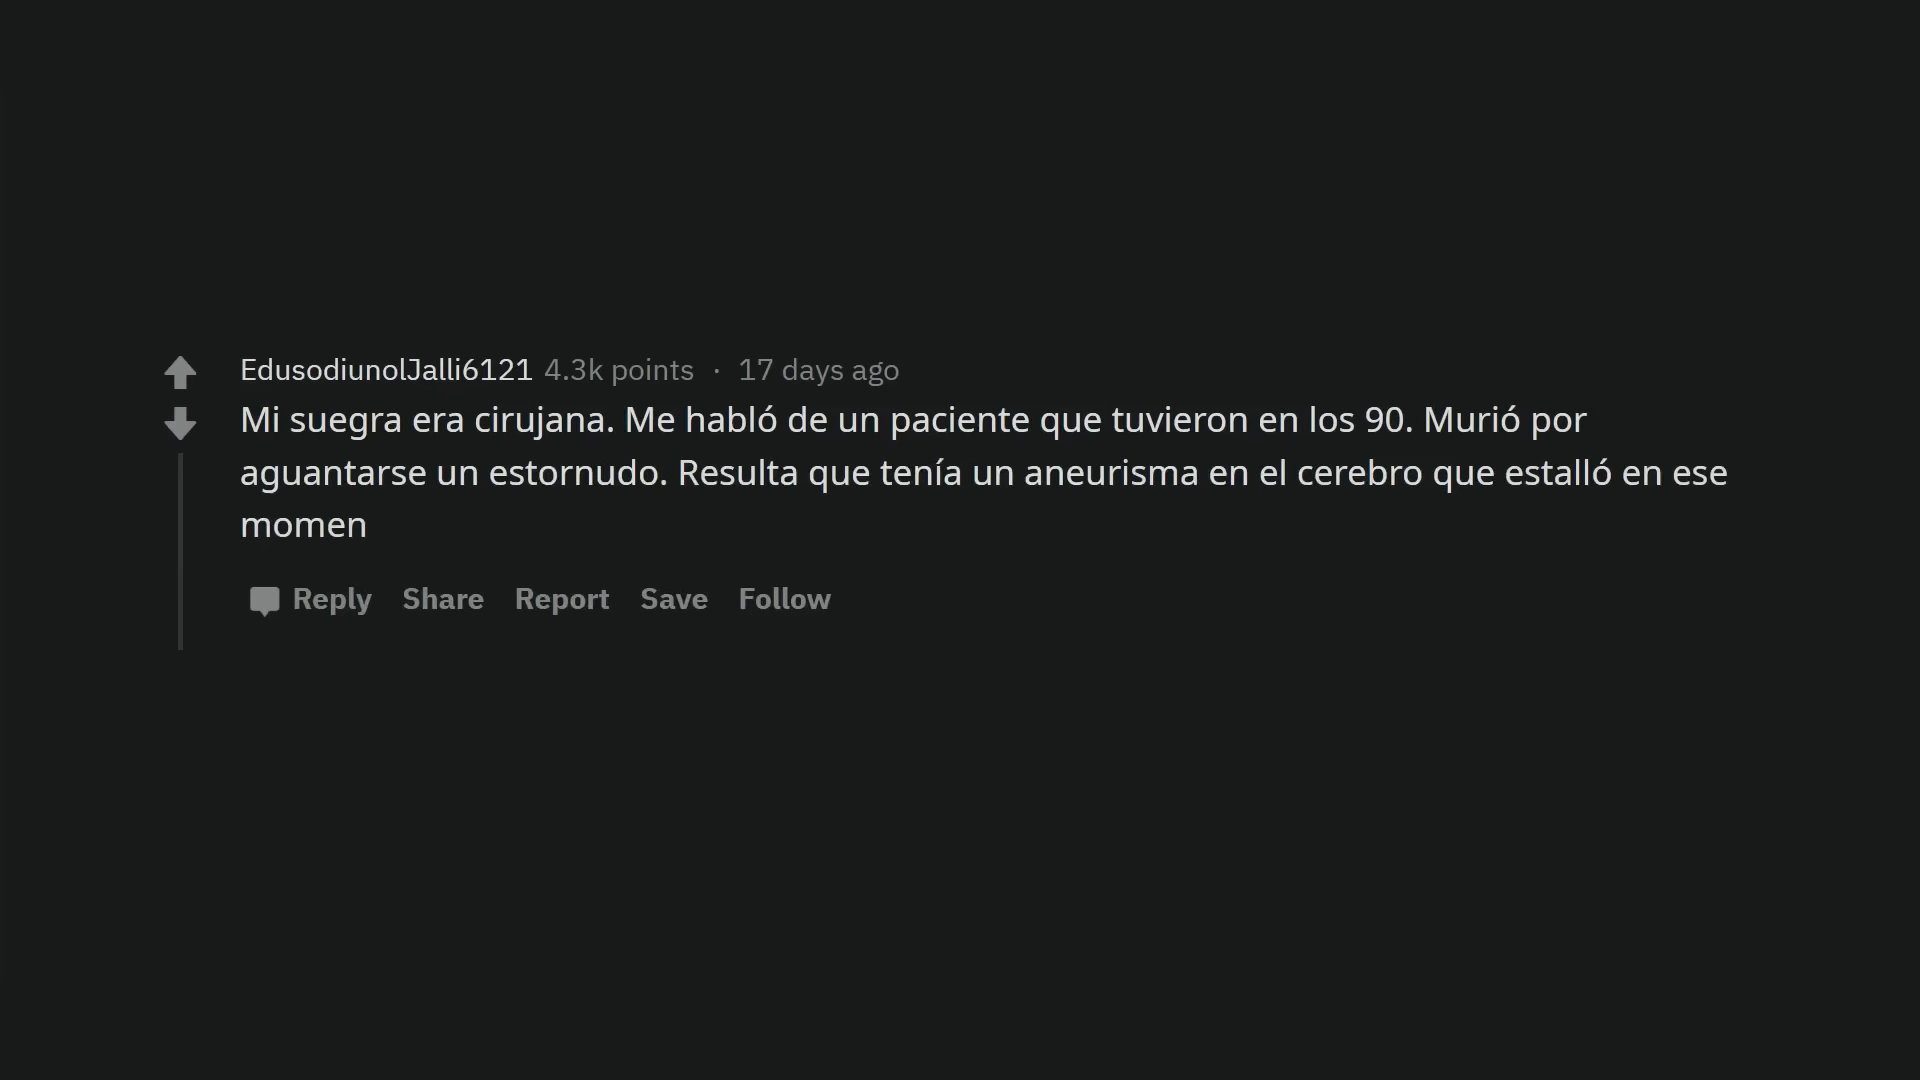 EdusodiunolJalli6121 4.3k points · 17 days ago
Mi suegra era cirujana. Me habló de un paciente que tuvieron en los 90. Murió por
aguantarse un estornudo. Resulta que tenía un aneurisma en el cerebro que estalló en ese
momen
Reply Share Report Save Follow